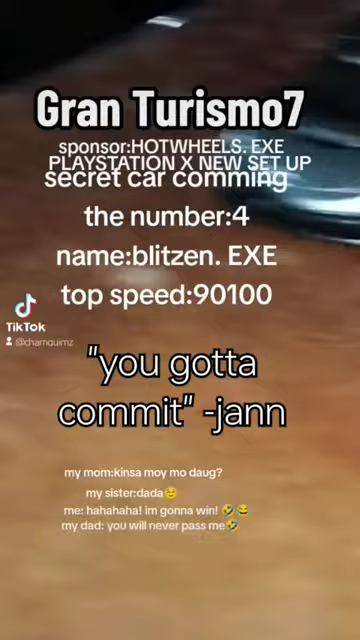 Gran Turismo7
sponsor:HOTWHEELS. EXE
PLAYSTATION X NEW SET UP
secret car comming
the number:4
name:blitzen. EXE
top speed:90100
TikTok
@chamquimz
"you gotta
commit" -jann
my mom:kinsa moy mo daug?
my sister:dada☺️
me: hahahaha! im gonna win! 🤣😂
my dad: you will never pass me🤣